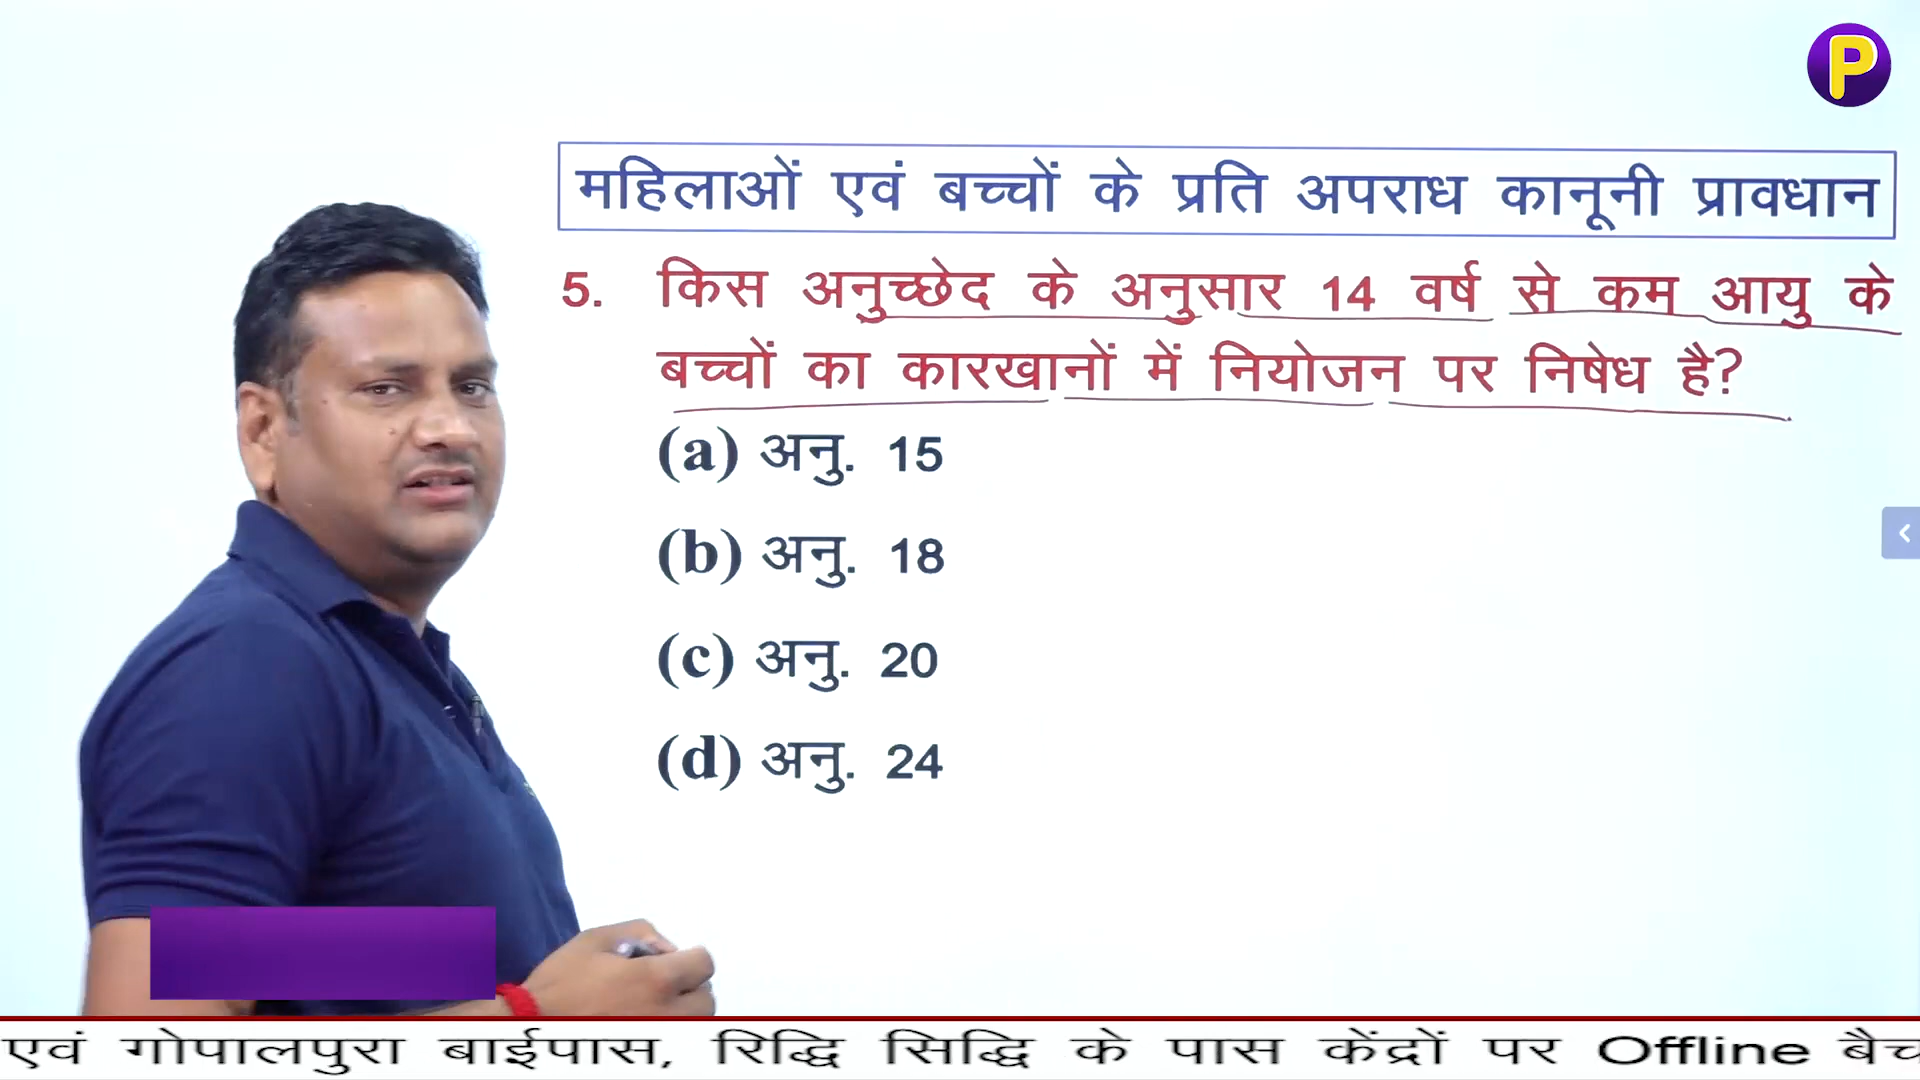 P
महिलाओं एवं बच्चों के प्रति अपराध कानूनी प्रावधान
5. किस अनुच्छेद के अनुसार 14 वर्ष से कम आयु के
बच्चों का कारखानों में नियोजन पर निषेध है?
(a) अनु. 15
(b) अनु. 18
(c) अनु. 20
(d) अनु. 24
एवं गोपालपुरा बाईपास, रिद्धि सिद्धि के पास केंद्रों पर Offline